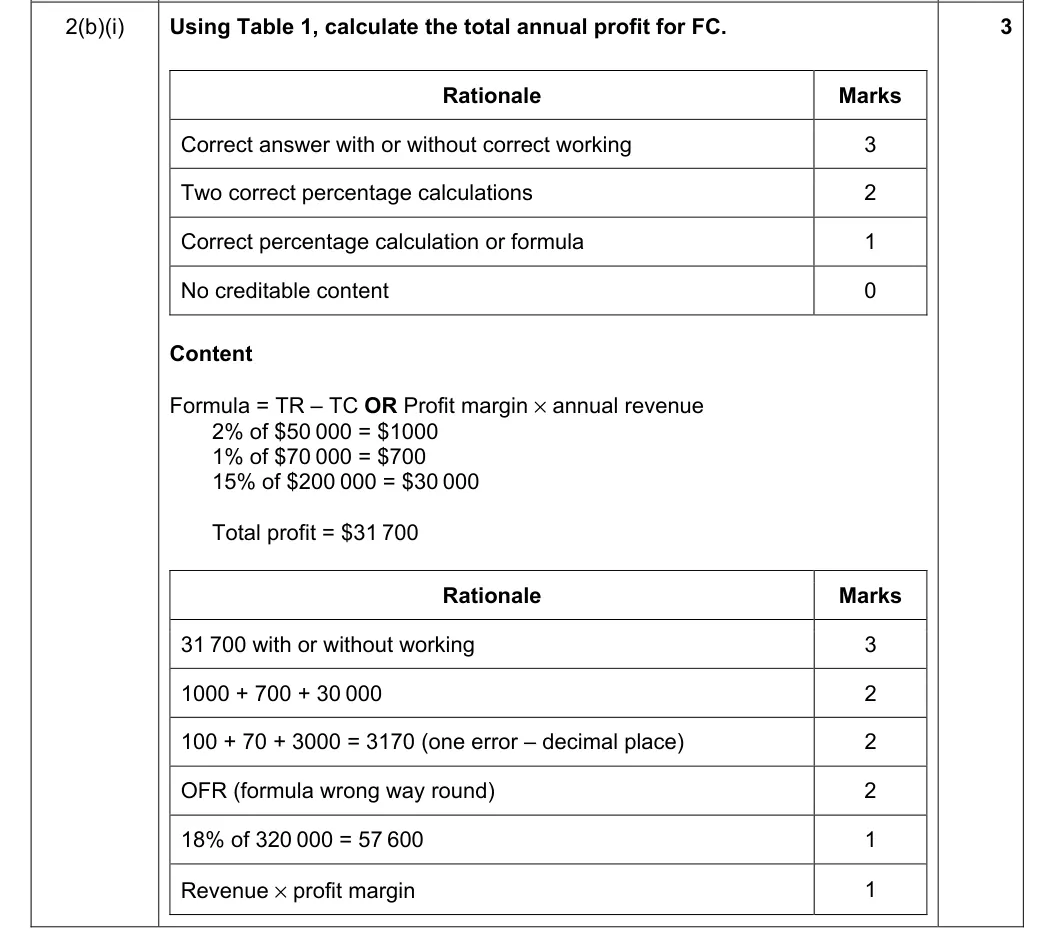 2(b)(i) Using Table 1, calculate the total annual profit for FC. 3
Rationale Marks
Correct answer with or without correct working 3
Two correct percentage calculations 2
Correct percentage calculation or formula 1
No creditable content 0
Content
Formula = TR – TC OR Profit margin × annual revenue
2% of $50 000 = $1000
1% of $70 000 = $700
15% of $200 000 = $30 000
Total profit = $31 700
Rationale Marks
31 700 with or without working 3
1000 + 700 + 30 000 2
100 + 70 + 3000 = 3170 (one error – decimal place) 2
OFR (formula wrong way round) 2
18% of 320 000 = 57 600 1
Revenue × profit margin 1